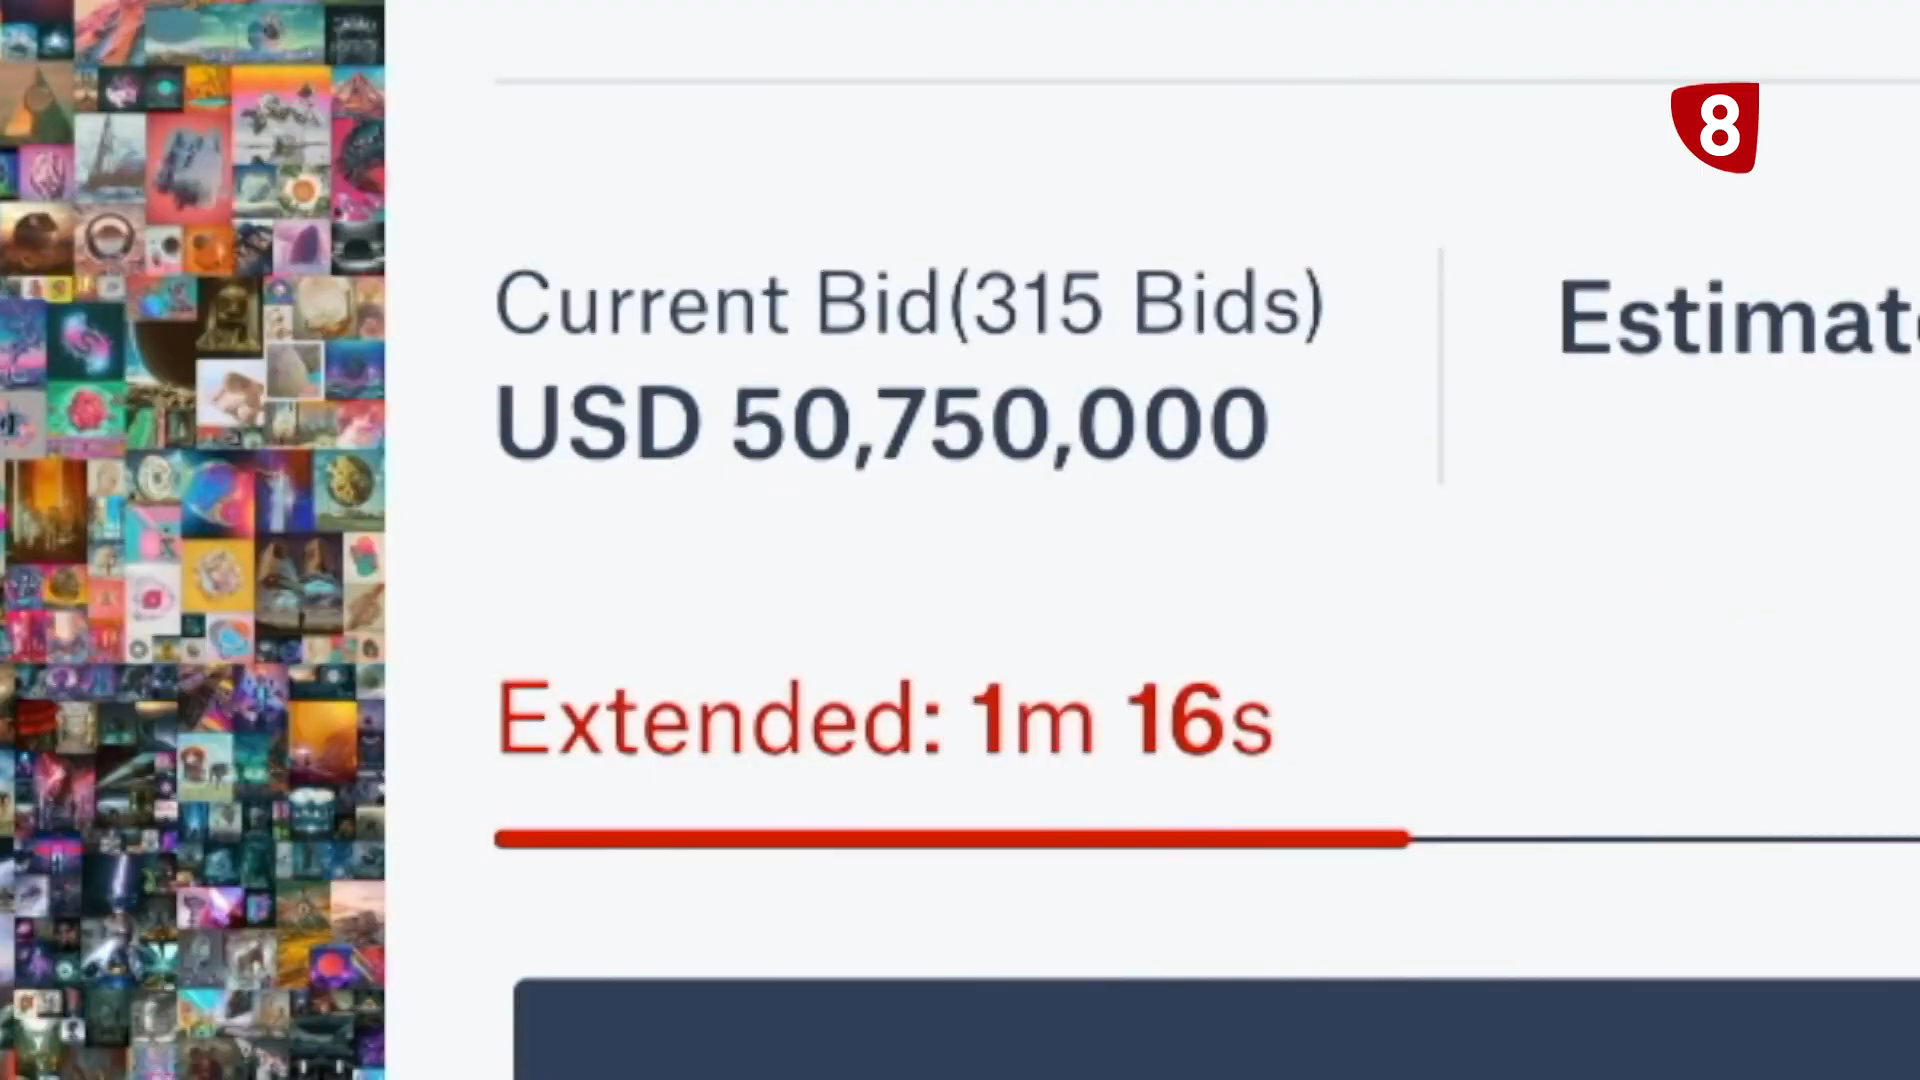 8
Current Bid(315 Bids)
USD 50,750,000
Estimat
Extended: 1m 16s